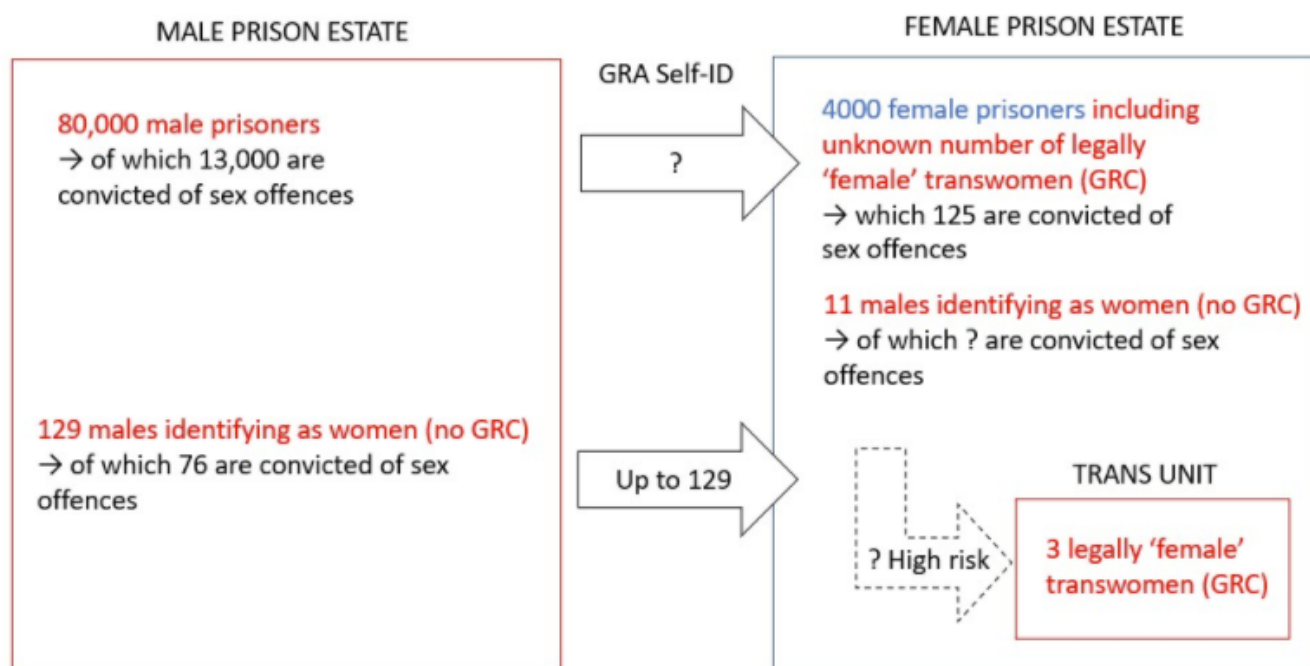 MALE PRISON ESTATE
80,000 male prisoners
→ of which 13,000 are
convicted of sex offences
129 males identifying as women (no GRC)
→ of which 76 are convicted of sex
offences
GRA Self-ID
?
Up to 129
FEMALE PRISON ESTATE
4000 female prisoners including
unknown number of legally
‘female’ transwomen (GRC)
→ which 125 are convicted of
sex offences
11 males identifying as women (no GRC)
→ of which ? are convicted of sex
offences
? High risk
TRANS UNIT
3 legally ‘female’
transwomen (GRC)